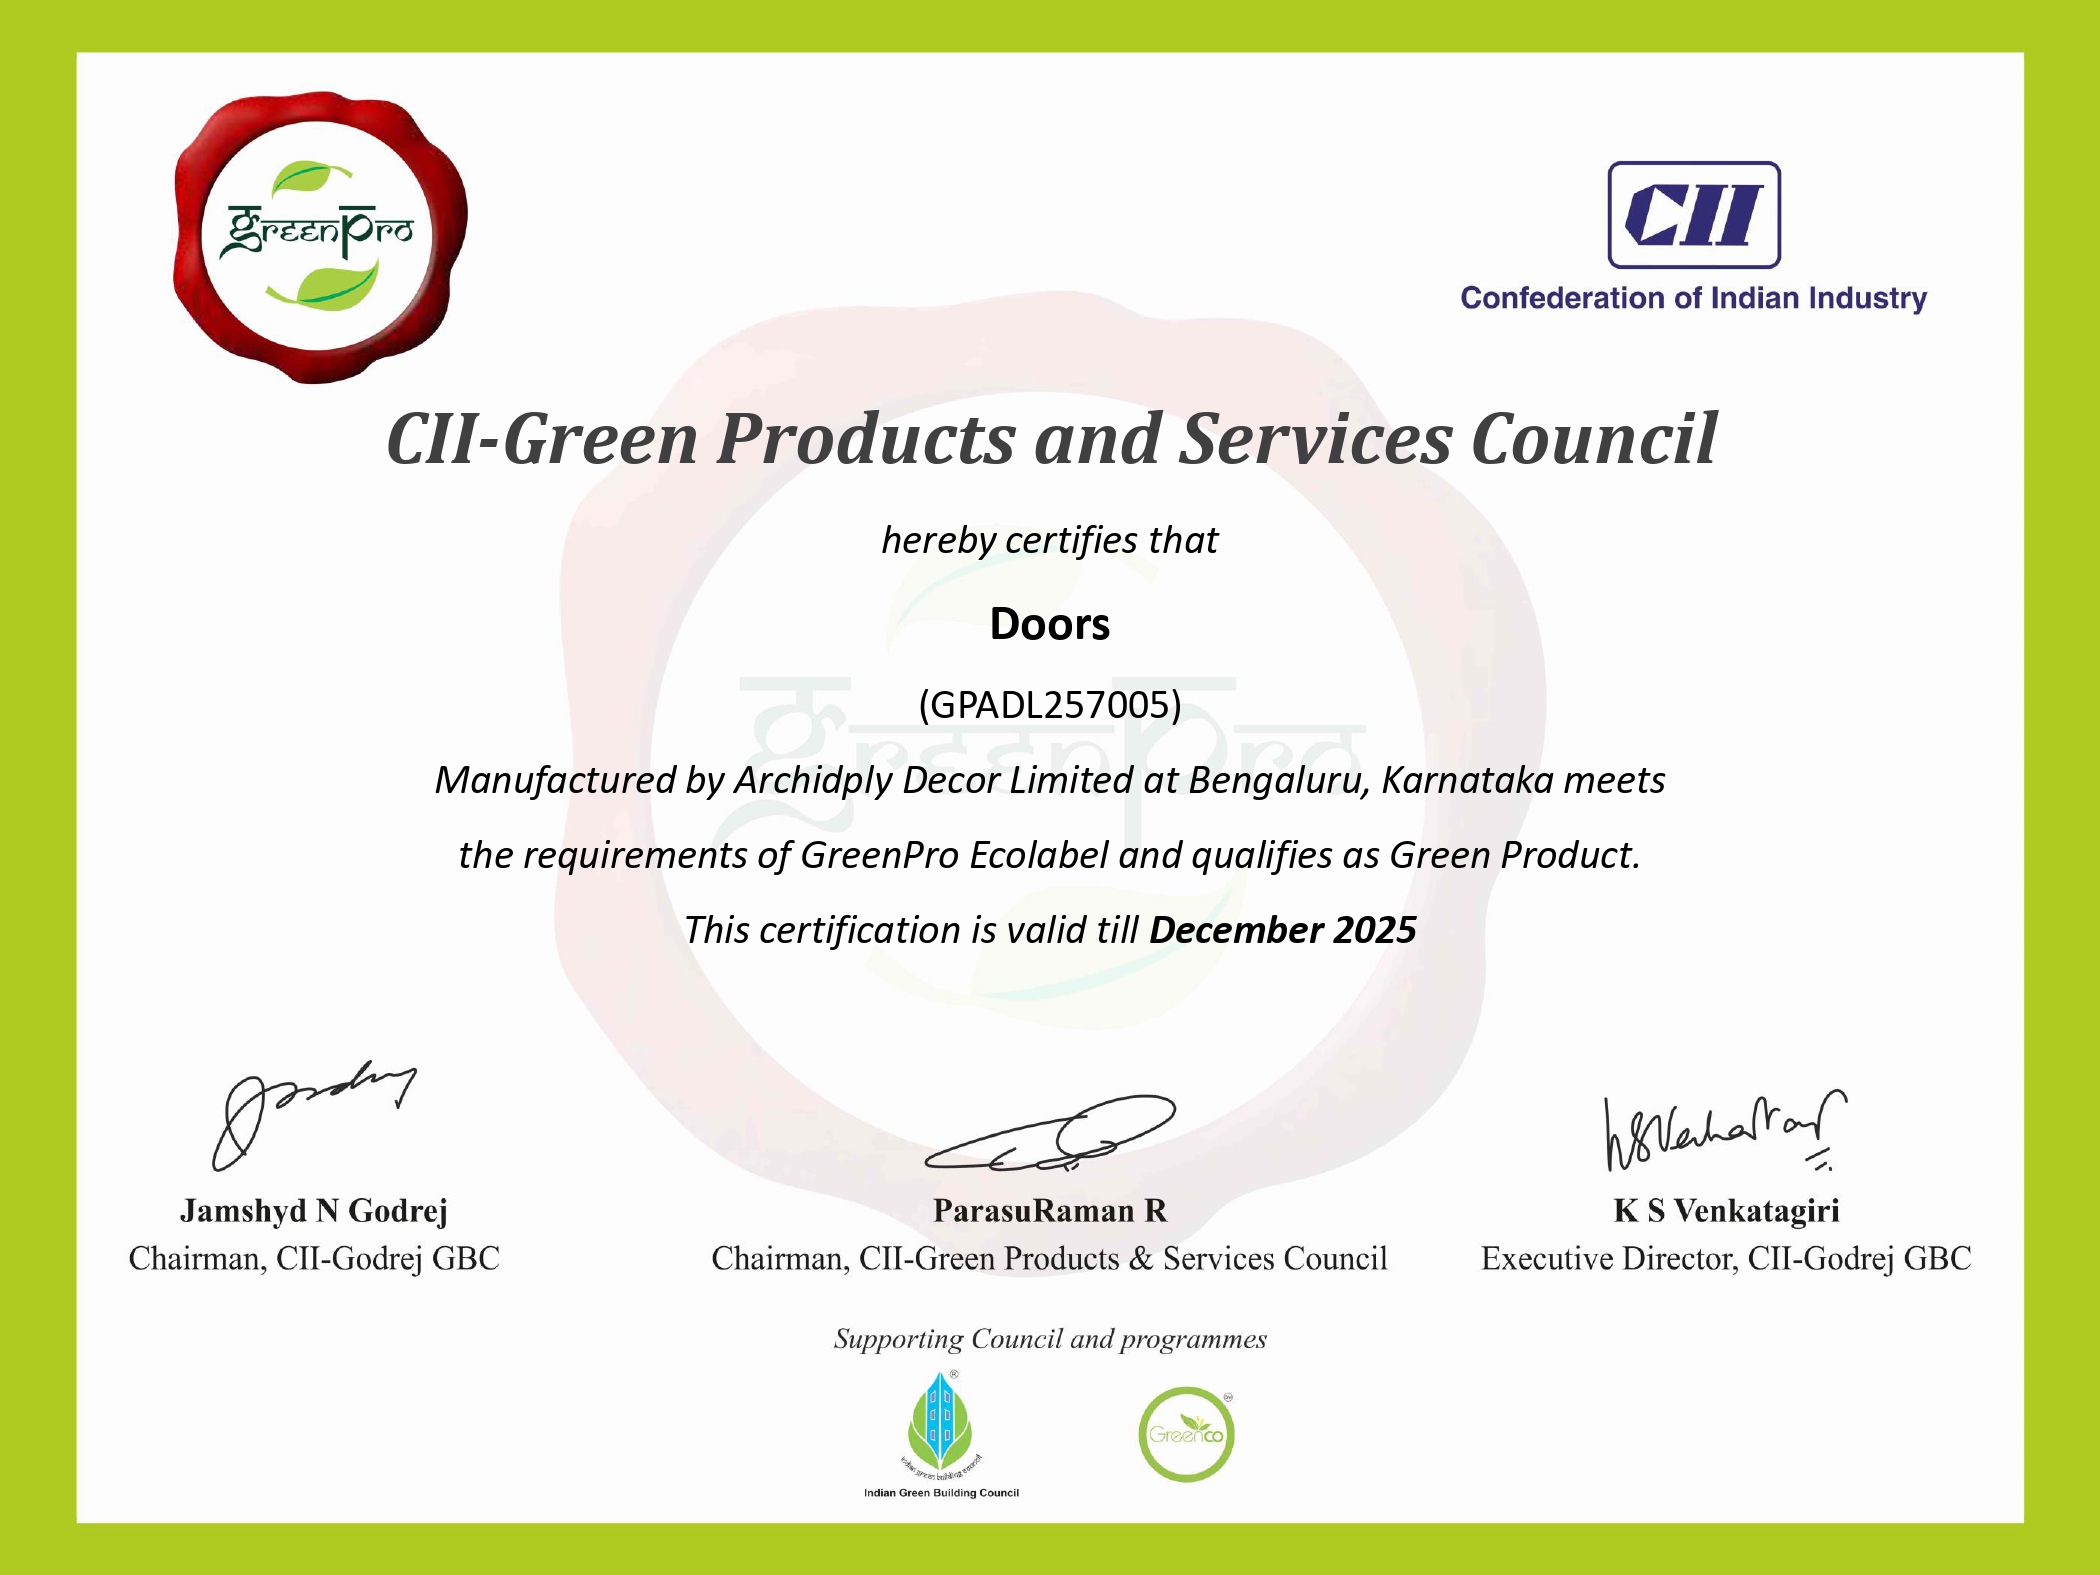 greenPro
CII
Confederation of Indian Industry
CII-Green Products and Services Council
hereby certifies that
Doors
(GPADL257005)
greenPro
Manufactured by Archidply Decor Limited at Bengaluru, Karnataka meets
the requirements of GreenPro Ecolabel and qualifies as Green Product.
This certification is valid till December 2025
Jamshyd N Godrej
Chairman, CII-Godrej GBC
ParasuRaman R
Chairman, CII-Green Products & Services Council
K S Venkatagiri
Executive Director, CII-Godrej GBC
Supporting Council and programmes
®
indian green building council
Indian Green Building Council
Greenco